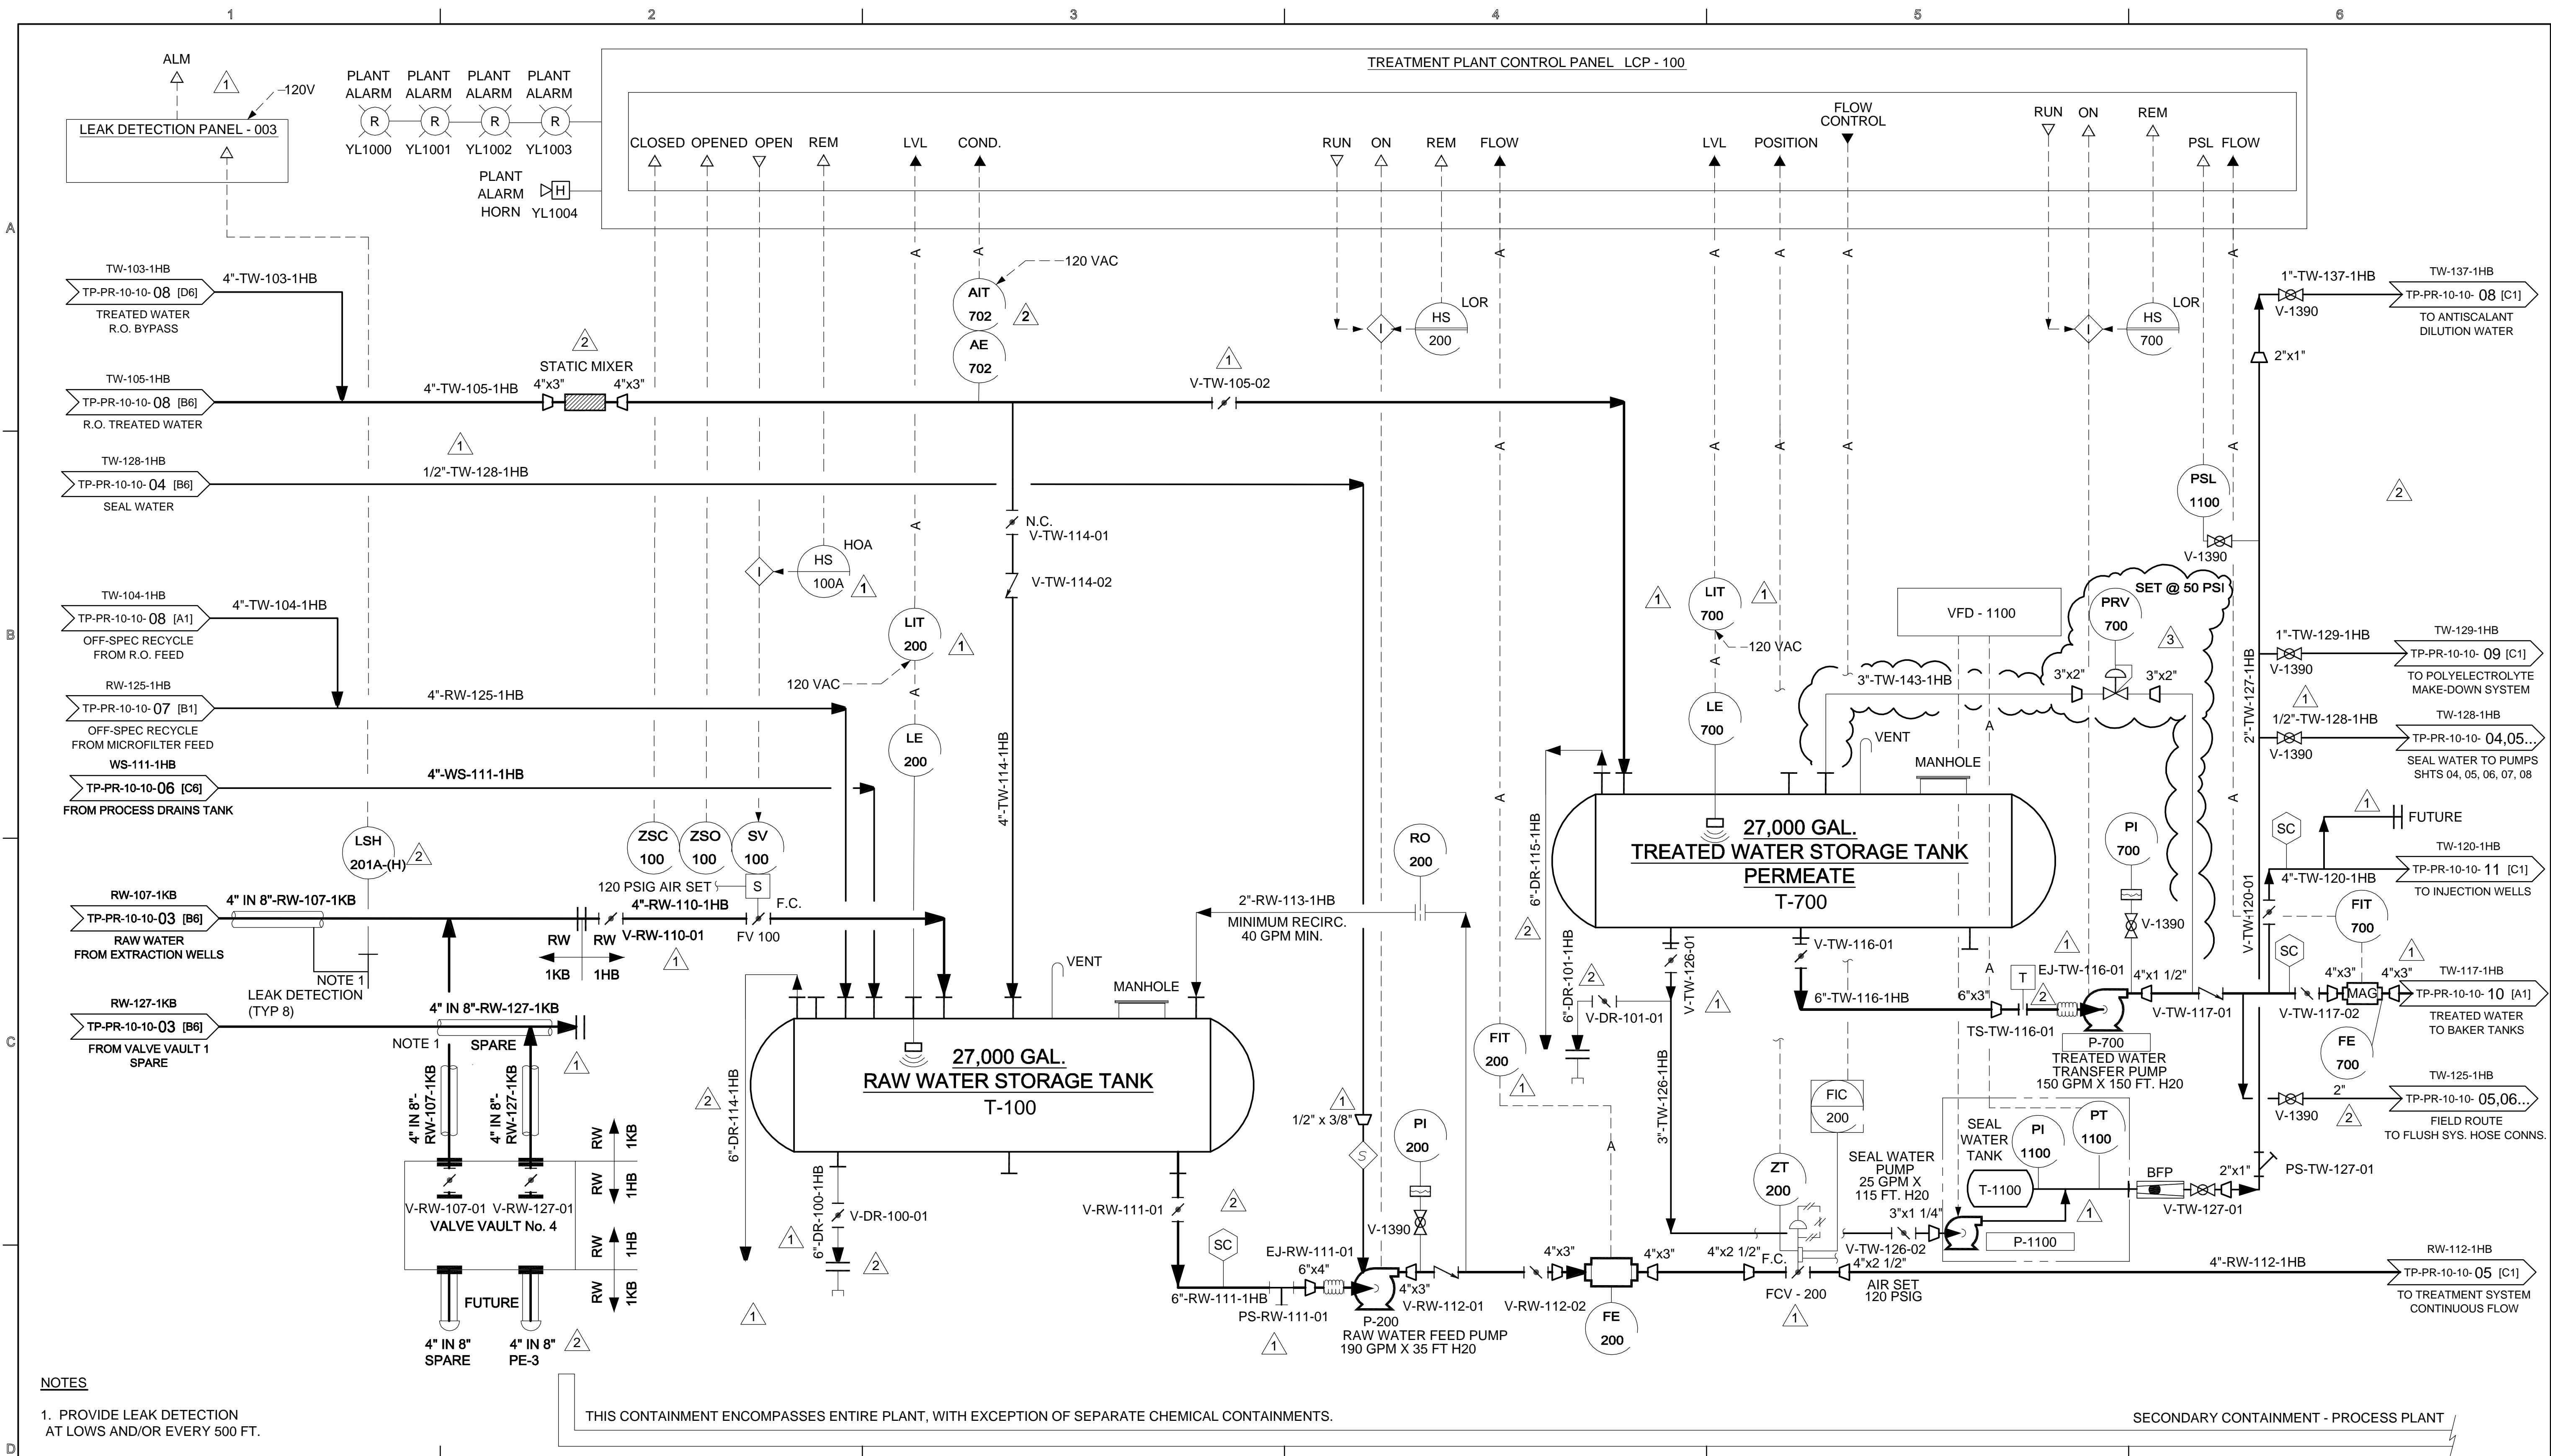 1
2
3
4
5
6
A
B
C
D
TREATMENT PLANT CONTROL PANEL LCP - 100
ALM
1
120V
LEAK DETECTION PANEL - 003
PLANT
ALARM
R
YL1000
PLANT
ALARM
R
YL1001
PLANT
ALARM
R
YL1002
PLANT
ALARM
R
YL1003
PLANT
ALARM
HORN
H
YL1004
CLOSED
OPENED
OPEN
REM
LVL
COND.
RUN
ON
REM
FLOW
LVL
POSITION
FLOW
CONTROL
RUN
ON
REM
PSL
FLOW
A
A
A
A
A
A
A
TW-103-1HB
TP-PR-10-10- 08 [D6]
TREATED WATER
R.O. BYPASS
4"-TW-103-1HB
TW-105-1HB
TP-PR-10-10- 08 [B6]
R.O. TREATED WATER
4"-TW-105-1HB
2
STATIC MIXER
4"x3"
4"x3"
AIT
702
2
AE
702
120 VAC
1
V-TW-105-02
I
HS
200
LOR
I
HS
700
LOR
1"-TW-137-1HB
V-1390
TW-137-1HB
TP-PR-10-10- 08 [C1]
TO ANTISCALANT
DILUTION WATER
2"x1"
1
TW-128-1HB
TP-PR-10-10- 04 [B6]
SEAL WATER
1/2"-TW-128-1HB
N.C.
V-TW-114-01
V-TW-114-02
4"-TW-114-1HB
I
HS
100A
HOA
1
A
A
A
A
A
A
PSL
1100
V-1390
2
TW-104-1HB
TP-PR-10-10- 08 [A1]
OFF-SPEC RECYCLE
FROM R.O. FEED
4"-TW-104-1HB
LIT
200
1
120 VAC
A
LE
200
RW-125-1HB
TP-PR-10-10- 07 [B1]
OFF-SPEC RECYCLE
FROM MICROFILTER FEED
4"-RW-125-1HB
WS-111-1HB
TP-PR-10-10- 06 [C6]
FROM PROCESS DRAINS TANK
4"-WS-111-1HB
1
LIT
700
1
120 VAC
A
LE
700
VFD - 1100
SET @ 50 PSI
PRV
700
3
3"-TW-143-1HB
3"x2"
3"x2"
A
A
A
VENT
MANHOLE
2"-TW-127-1HB
1"-TW-129-1HB
V-1390
TW-129-1HB
TP-PR-10-10- 09 [C1]
TO POLYELECTROLYTE
MAKE-DOWN SYSTEM
1
1/2"-TW-128-1HB
V-1390
TW-128-1HB
TP-PR-10-10- 04,05...
SEAL WATER TO PUMPS
SHTS 04, 05, 06, 07, 08
1
FUTURE
SC
TW-120-1HB
TP-PR-10-10- 11 [C1]
TO INJECTION WELLS
4"-TW-120-1HB
V-TW-120-01
LSH
201A-(H)
2
ZSC
100
ZSO
100
SV
100
S
120 PSIG AIR SET
4"-RW-110-1HB
F.C.
V-RW-110-01
FV 100
1
RW
RW
1KB
1HB
RW-107-1KB
TP-PR-10-10- 03 [B6]
RAW WATER
FROM EXTRACTION WELLS
4" IN 8"-RW-107-1KB
NOTE 1
LEAK DETECTION
(TYP 8)
RW-127-1KB
TP-PR-10-10- 03 [B6]
FROM VALVE VAULT 1
SPARE
4" IN 8"-RW-127-1KB
NOTE 1
SPARE
1
4" IN 8"-
RW-107-1KB
4" IN 8"-
RW-127-1KB
V-RW-107-01
V-RW-127-01
VALVE VAULT No. 4
RW
1KB
RW
1HB
RW
1HB
RW
1KB
FUTURE
4" IN 8"
SPARE
4" IN 8"
PE-3
2
VENT
MANHOLE
27,000 GAL.
RAW WATER STORAGE TANK
T-100
2
6"-DR-114-1HB
1
1
6"-DR-100-1HB
V-DR-100-01
2
V-RW-111-01
2
SC
6"-RW-111-1HB
PS-RW-111-01
1
EJ-RW-111-01
6"x4"
2"-RW-113-1HB
MINIMUM RECIRC.
40 GPM MIN.
RO
200
1/2" x 3/8"
1
S
PI
200
V-1390
P-200
RAW WATER FEED PUMP
190 GPM X 35 FT H20
4"x3"
V-RW-112-01
V-RW-112-02
4"x3"
FIT
200
1
A
FE
200
4"x3"
27,000 GAL.
TREATED WATER STORAGE TANK
PERMEATE
T-700
6"-DR-115-1HB
2
6"-DR-101-1HB
2
V-DR-101-01
V-TW-126-01
1
3"-TW-126-1HB
V-TW-116-01
6"-TW-116-1HB
6"x3"
T
EJ-TW-116-01
2
TS-TW-116-01
1
PI
700
V-1390
4"x1 1/2"
P-700
TREATED WATER
TRANSFER PUMP
150 GPM X 150 FT. H20
V-TW-117-01
SC
V-TW-117-02
4"x3"
MAG
4"x3"
FIT
700
1
FE
700
TW-117-1HB
TP-PR-10-10- 10 [A1]
TREATED WATER
TO BAKER TANKS
V-1390
2"
2
TW-125-1HB
TP-PR-10-10- 05,06...
FIELD ROUTE
TO FLUSH SYS. HOSE CONNS.
FIC
200
ZT
200
SEAL WATER
PUMP
25 GPM X
115 FT. H20
3"x1 1/4"
V-TW-126-02
P-1100
SEAL
WATER
TANK
PI
1100
PT
1100
T-1100
1
BFP
2"x1"
V-TW-127-01
PS-TW-127-01
4"x2 1/2"
F.C.
4"x2 1/2"
FCV - 200
1
AIR SET
120 PSIG
4"-RW-112-1HB
RW-112-1HB
TP-PR-10-10- 05 [C1]
TO TREATMENT SYSTEM
CONTINUOUS FLOW
NOTES
1. PROVIDE LEAK DETECTION
AT LOWS AND/OR EVERY 500 FT.
THIS CONTAINMENT ENCOMPASSES ENTIRE PLANT, WITH EXCEPTION OF SEPARATE CHEMICAL CONTAINMENTS.
SECONDARY CONTAINMENT - PROCESS PLANT